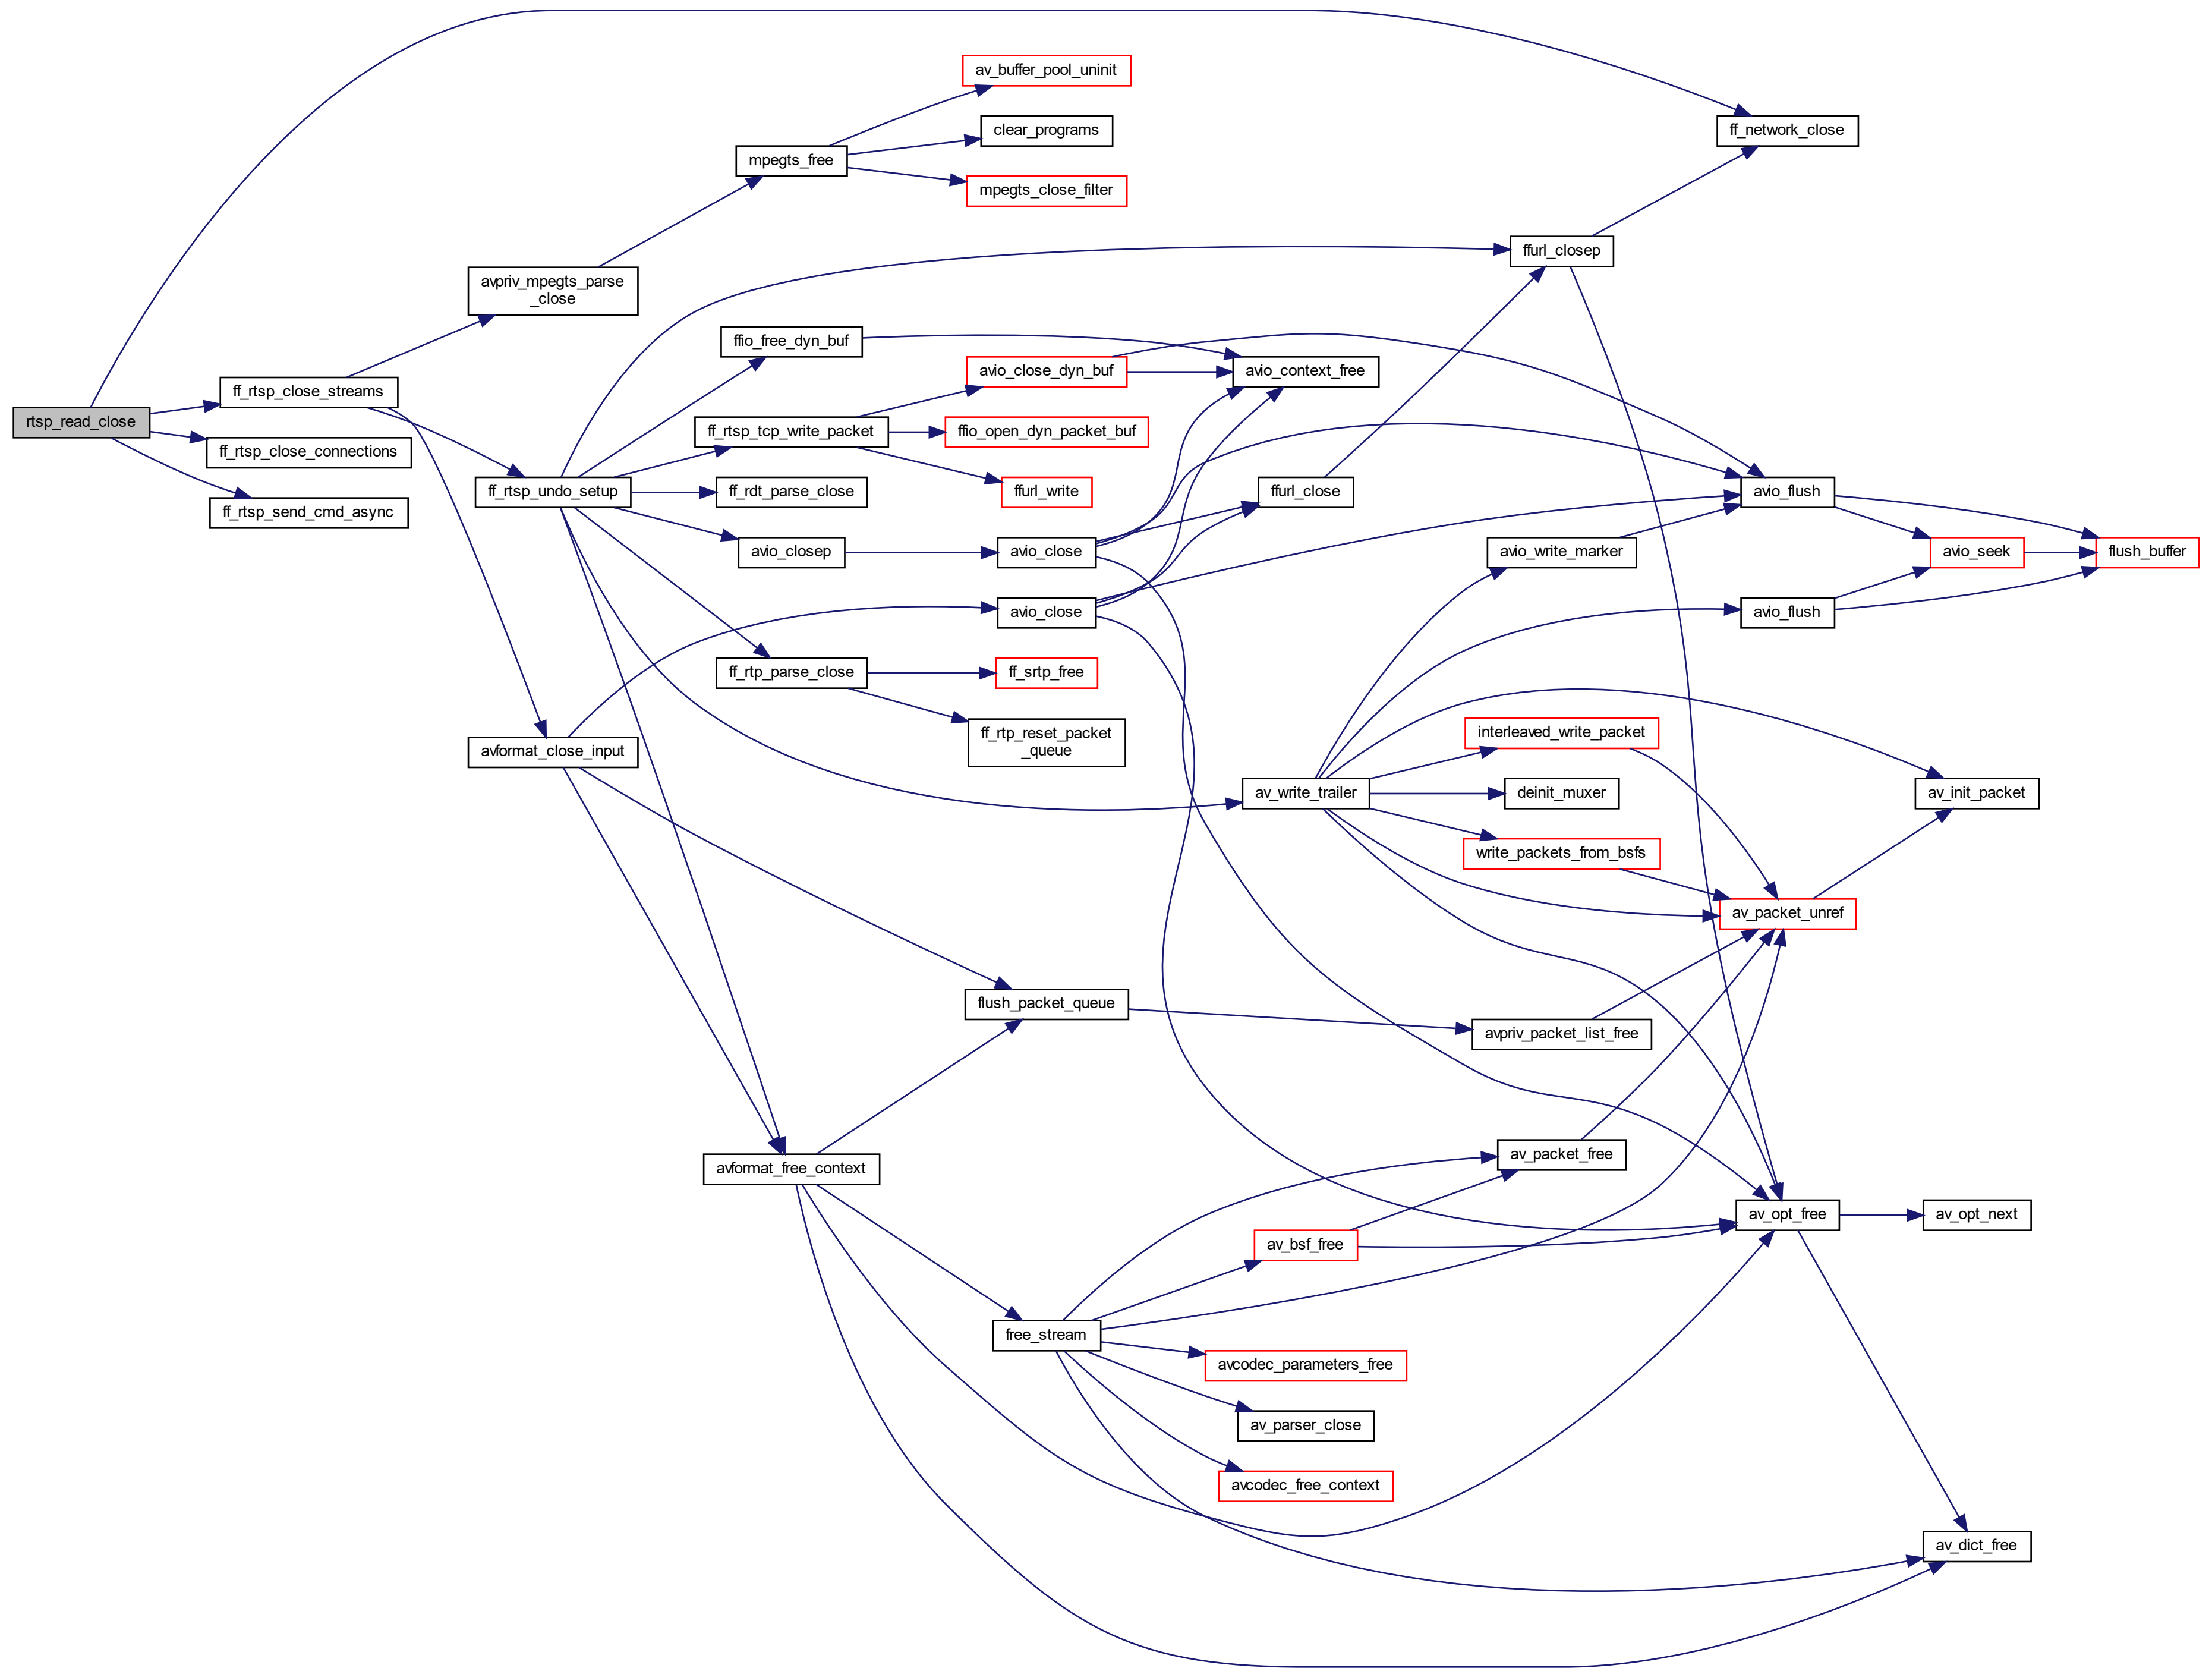 av_buffer_pool_uninit
clear_programs
ff_network_close
mpegts_free
mpegts_close_filter
ffurl_closep
avpriv_mpegts_parse
_close
ffio_free_dyn_buf
avio_close_dyn_buf
avio_context_free
ff_rtsp_close_streams
rtsp_read_close
ff_rtsp_tcp_write_packet
ffio_open_dyn_packet_buf
ff_rtsp_close_connections
ff_rtsp_undo_setup
ff_rdt_parse_close
ffurl_write
ffurl_close
avio_flush
ff_rtsp_send_cmd_async
avio_closep
avio_close
avio_write_marker
avio_seek
flush_buffer
avio_close
avio_flush
ff_rtp_parse_close
ff_srtp_free
interleaved_write_packet
ff_rtp_reset_packet
_queue
avformat_close_input
av_write_trailer
deinit_muxer
av_init_packet
write_packets_from_bsfs
av_packet_unref
flush_packet_queue
avpriv_packet_list_free
av_packet_free
avformat_free_context
av_opt_free
av_opt_next
av_bsf_free
free_stream
avcodec_parameters_free
av_parser_close
avcodec_free_context
av_dict_free